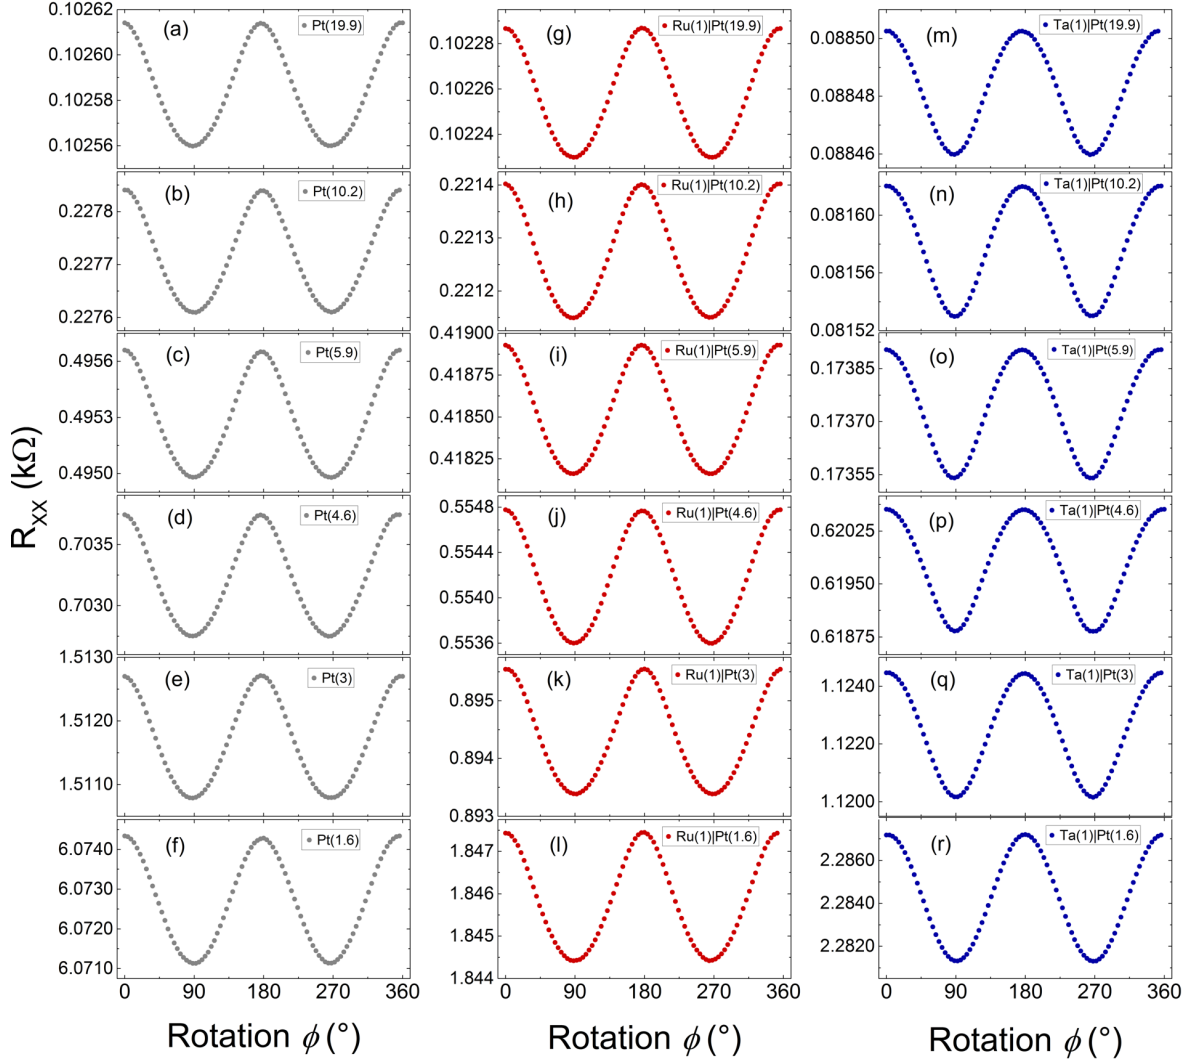 R_xx (kΩ)
(a)
Pt(19.9)
0.10262
0.10260
0.10258
0.10256
(b)
Pt(10.2)
0.2278
0.2277
0.2276
(c)
Pt(5.9)
0.4956
0.4953
0.4950
(d)
Pt(4.6)
0.7035
0.7030
(e)
Pt(3)
1.5130
1.5120
1.5110
(f)
Pt(1.6)
6.0740
6.0730
6.0720
6.0710
0 90 180 270 360
Rotation ϕ (°)
(g)
Ru(1)|Pt(19.9)
0.10228
0.10226
0.10224
(h)
Ru(1)|Pt(10.2)
0.2214
0.2213
0.2212
(i)
Ru(1)|Pt(5.9)
0.41900
0.41875
0.41850
0.41825
(j)
Ru(1)|Pt(4.6)
0.5548
0.5544
0.5540
0.5536
(k)
Ru(1)|Pt(3)
0.895
0.894
0.893
(l)
Ru(1)|Pt(1.6)
1.847
1.846
1.845
1.844
0 90 180 270 360
Rotation ϕ (°)
(m)
Ta(1)|Pt(19.9)
0.08850
0.08848
0.08846
(n)
Ta(1)|Pt(10.2)
0.08160
0.08156
0.08152
(o)
Ta(1)|Pt(5.9)
0.17385
0.17370
0.17355
(p)
Ta(1)|Pt(4.6)
0.62025
0.61950
0.61875
(q)
Ta(1)|Pt(3)
1.1240
1.1220
1.1200
(r)
Ta(1)|Pt(1.6)
2.2860
2.2840
2.2820
0 90 180 270 360
Rotation ϕ (°)